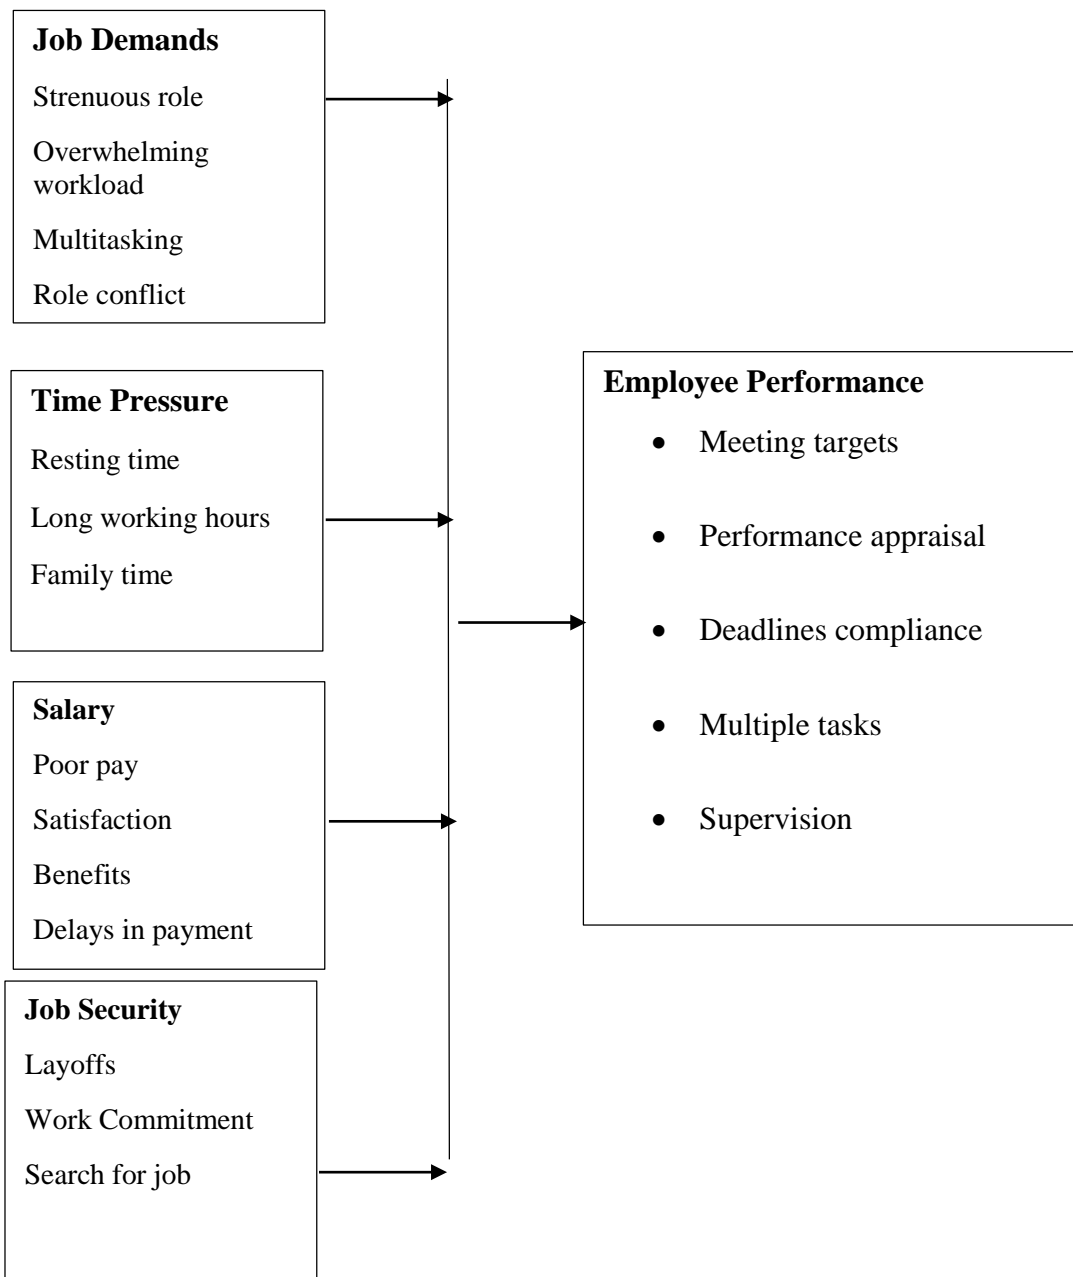 Job Demands
Strenuous role
Overwhelming
workload
Multitasking
Role conflict
Time Pressure
Resting time
Long working hours
Family time
Salary
Poor pay
Satisfaction
Benefits
Delays in payment
Job Security
Layoffs
Work Commitment
Search for job
Employee Performance
• Meeting targets
• Performance appraisal
• Deadlines compliance
• Multiple tasks
• Supervision